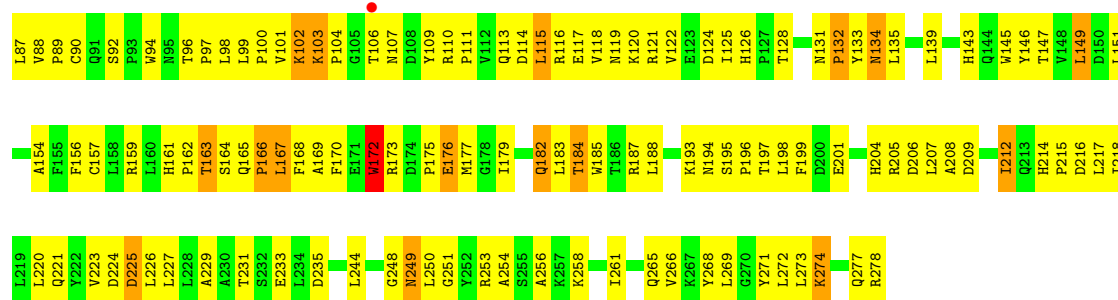 L87 V88 P89 C90 Q91 S92 P93 W94 N95 T96 P97 L98 L99 P100 V101 K102 K103 P104 G105 T106 N107 D108 Y109 R110 P111 V112 Q113 D114 L115 R116 E117 V118 N119 K120 R121 V122 E123 D124 I125 H126 P127 T128 N131 P132 Y133 N134 L135 L139 H143 Q144 W145 Y146 T147 V148 L149 D150 L151
A154 F155 F156 C157 L158 R159 L160 H161 P162 T163 S164 Q165 P166 L167 F168 A169 F170 E171 W172 R173 D174 P175 E176 M177 G178 I179 Q182 L183 T184 W185 T186 R187 L188 K193 N194 S195 P196 T197 L198 F199 D200 E201 H204 R205 D206 L207 A208 D209 I212 Q213 H214 P215 D216 L217 I218
L219 L220 Q221 Y222 V223 D224 D225 L226 L227 L228 A229 A230 T231 S232 E233 L234 D235 L244 G248 N249 L250 G251 Y252 R253 A254 S255 A256 K257 K258 I261 Q265 V266 K267 Y268 L269 G270 Y271 L272 L273 K274 Q277 R278